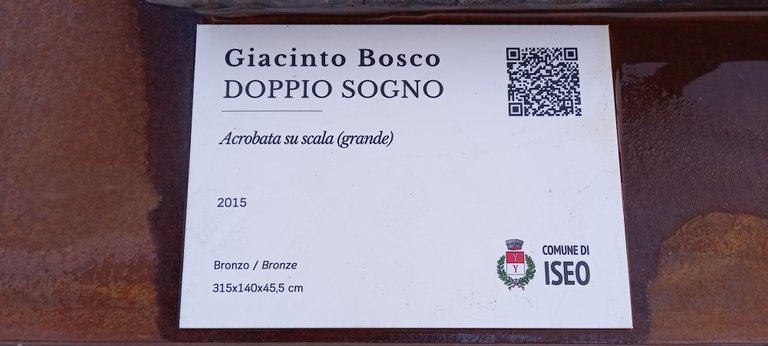 Giacinto Bosco
DOPPIO SOGNO
Acrobata su scala (grande)
2015
Bronzo / Bronze
315x140x45,5 cm
COMUNE DI
ISEO